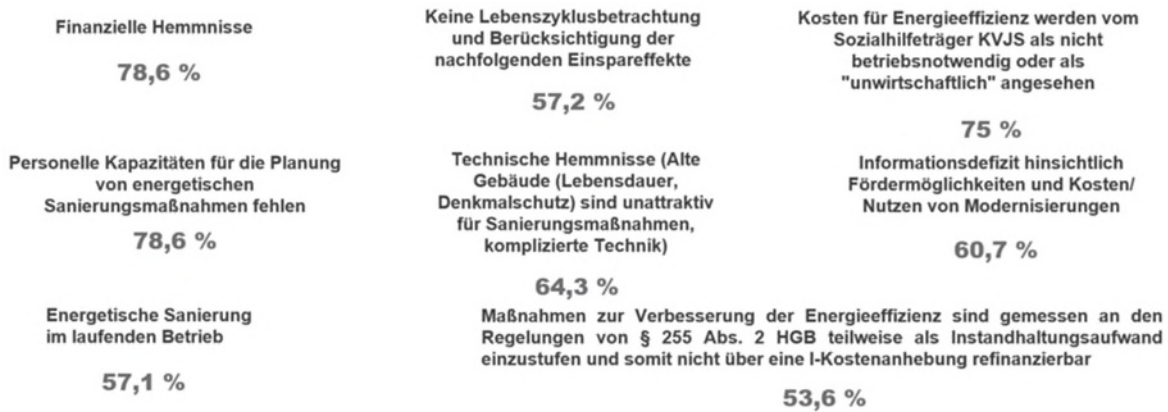 Finanzielle Hemmnisse
78,6 %
Keine Lebenszyklusbetrachtung
und Berücksichtigung der
nachfolgenden Einspareffekte
57,2 %
Kosten für Energieeffizienz werden vom
Sozialhilfeträger KVJS als nicht
betriebsnotwendig oder als
"unwirtschaftlich" angesehen
75 %
Personelle Kapazitäten für die Planung
von energetischen
Sanierungsmaßnahmen fehlen
78,6 %
Technische Hemmnisse (Alte
Gebäude (Lebensdauer,
Denkmalschutz) sind unattraktiv
für Sanierungsmaßnahmen,
komplizierte Technik)
64,3 %
Informationsdefizit hinsichtlich
Fördermöglichkeiten und Kosten/
Nutzen von Modernisierungen
60,7 %
Energetische Sanierung
im laufenden Betrieb
57,1 %
Maßnahmen zur Verbesserung der Energieeffizienz sind gemessen an den
Regelungen von § 255 Abs. 2 HGB teilweise als Instandhaltungsaufwand
einzustufen und somit nicht über eine I-Kostenanhebung refinanzierbar
53,6 %